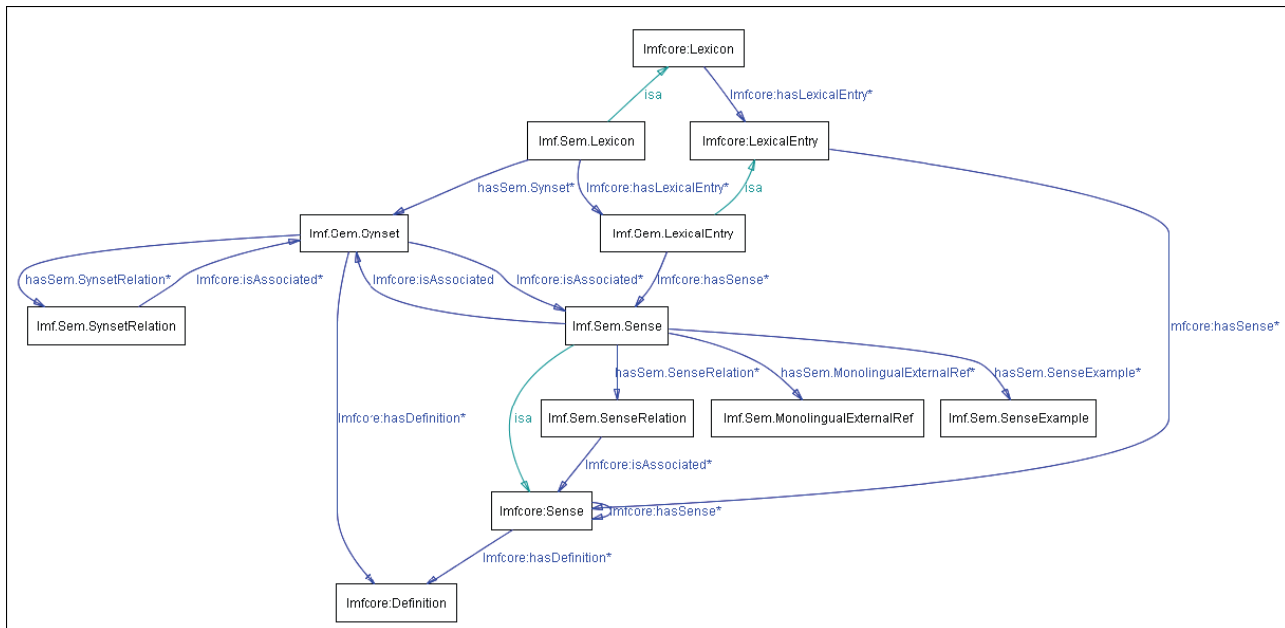 lmfcore:Lexicon
isa
lmfcore:hasLexicalEntry*
lmf.Sem.Lexicon
lmfcore:LexicalEntry
hasSem.Synset*
lmfcore:hasLexicalEntry*
isa
lmf.Sem.Synset
lmf.Sem.LexicalEntry
hasSem.SynsetRelation*
lmfcore:isAssociated*
lmfcore:isAssociated
lmfcore:isAssociated*
lmfcore:hasSense*
lmf.Sem.SynsetRelation
lmf.Sem.Sense
mfcore:hasSense*
hasSem.SenseRelation*
hasSem.MonolingualExternalRef*
hasSem.SenseExample*
lmfcore:hasDefinition*
isa
lmf.Sem.SenseRelation
lmf.Sem.MonolingualExternalRef
lmf.Sem.SenseExample
lmfcore:isAssociated*
lmfcore:Sense
lmfcore:hasSense*
lmfcore:hasDefinition*
lmfcore:Definition